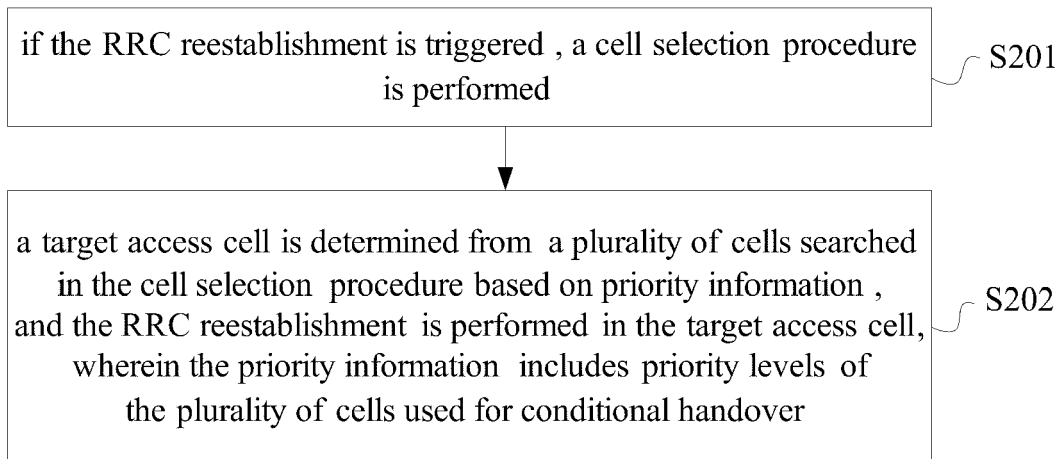 if the RRC reestablishment is triggered , a cell selection procedure
is performed
S201
a target access cell is determined from a plurality of cells searched
in the cell selection procedure based on priority information ,
and the RRC reestablishment is performed in the target access cell,
wherein the priority information includes priority levels of
the plurality of cells used for conditional handover
S202